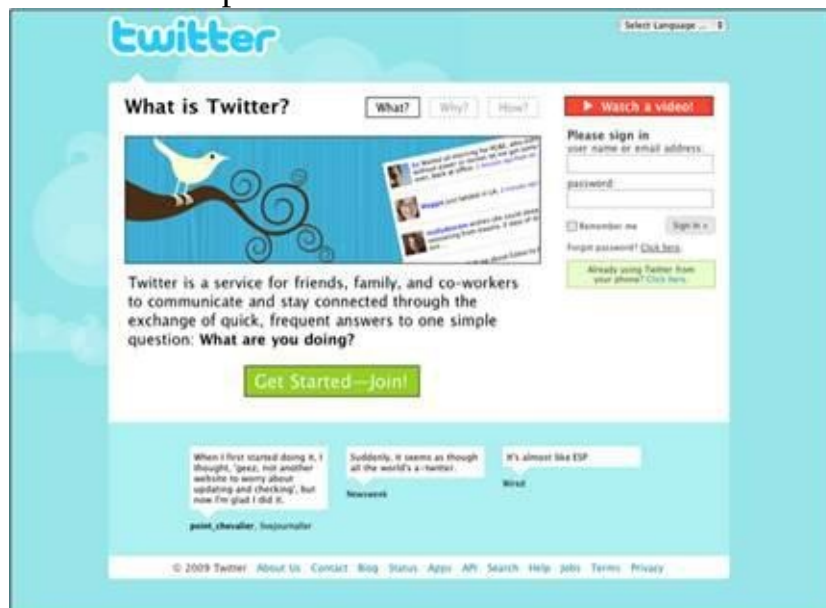 twitter
Select Language ...
What is Twitter?
What? Why? How?
Watch a video!
Please sign in
user name or email address:
password
Remember me
Sign In »
Forgot password? Click here.
Already using Twitter from
your phone? Click here.
Twitter is a service for friends, family, and co-workers
to communicate and stay connected through the
exchange of quick, frequent answers to one simple
question: What are you doing?
Get Started—Join!
When I first started doing it, I
thought, 'geez, not another
website to worry about
updating and checking', but
now I'm glad I did it.
point_chevalier, livejournaller
Suddenly, it seems as though
all the world's a-twitter.
Newsweek
It's almost like ESP
Wired
© 2009 Twitter About Us Contact Blog Status Apps API Search Help Jobs Terms Privacy